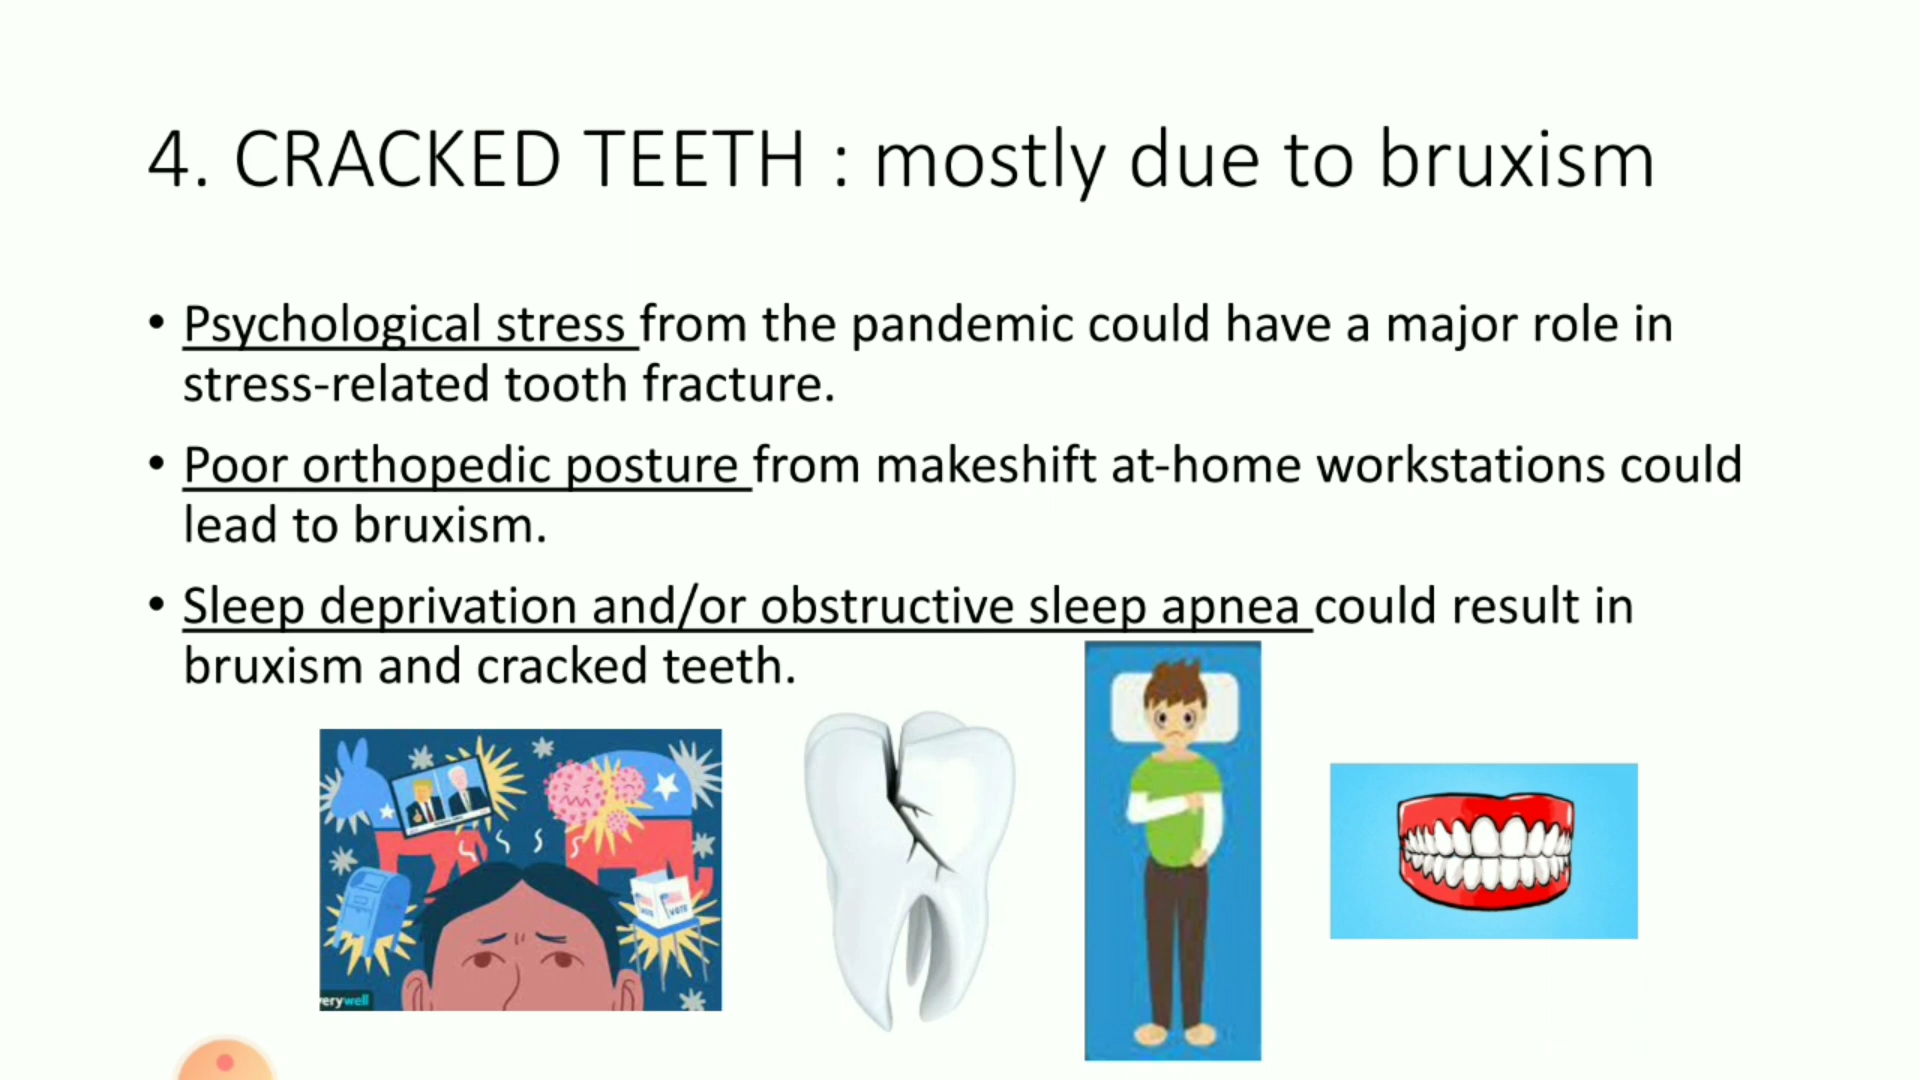 4. CRACKED TEETH : mostly due to bruxism
• Psychological stress from the pandemic could have a major role in
stress-related tooth fracture.
• Poor orthopedic posture from makeshift at-home workstations could
lead to bruxism.
• Sleep deprivation and/or obstructive sleep apnea could result in
bruxism and cracked teeth.
VOTE
verywell